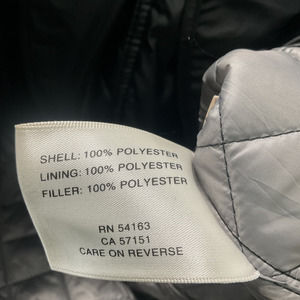 SHELL: 100% POLYESTER
LINING: 100% POLYESTER
FILLER: 100% POLYESTER
RN 54163
CA 57151
CARE ON REVERSE